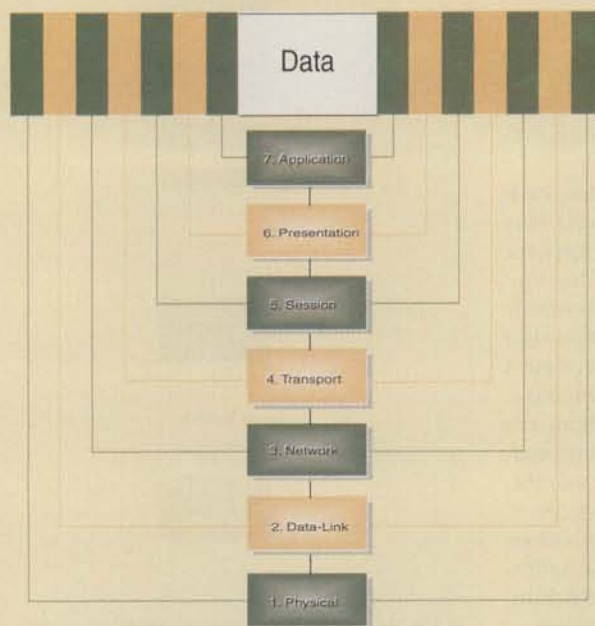 Data
7. Application
6. Presentation
5. Session
4. Transport
3. Network
2. Data-Link
1. Physical